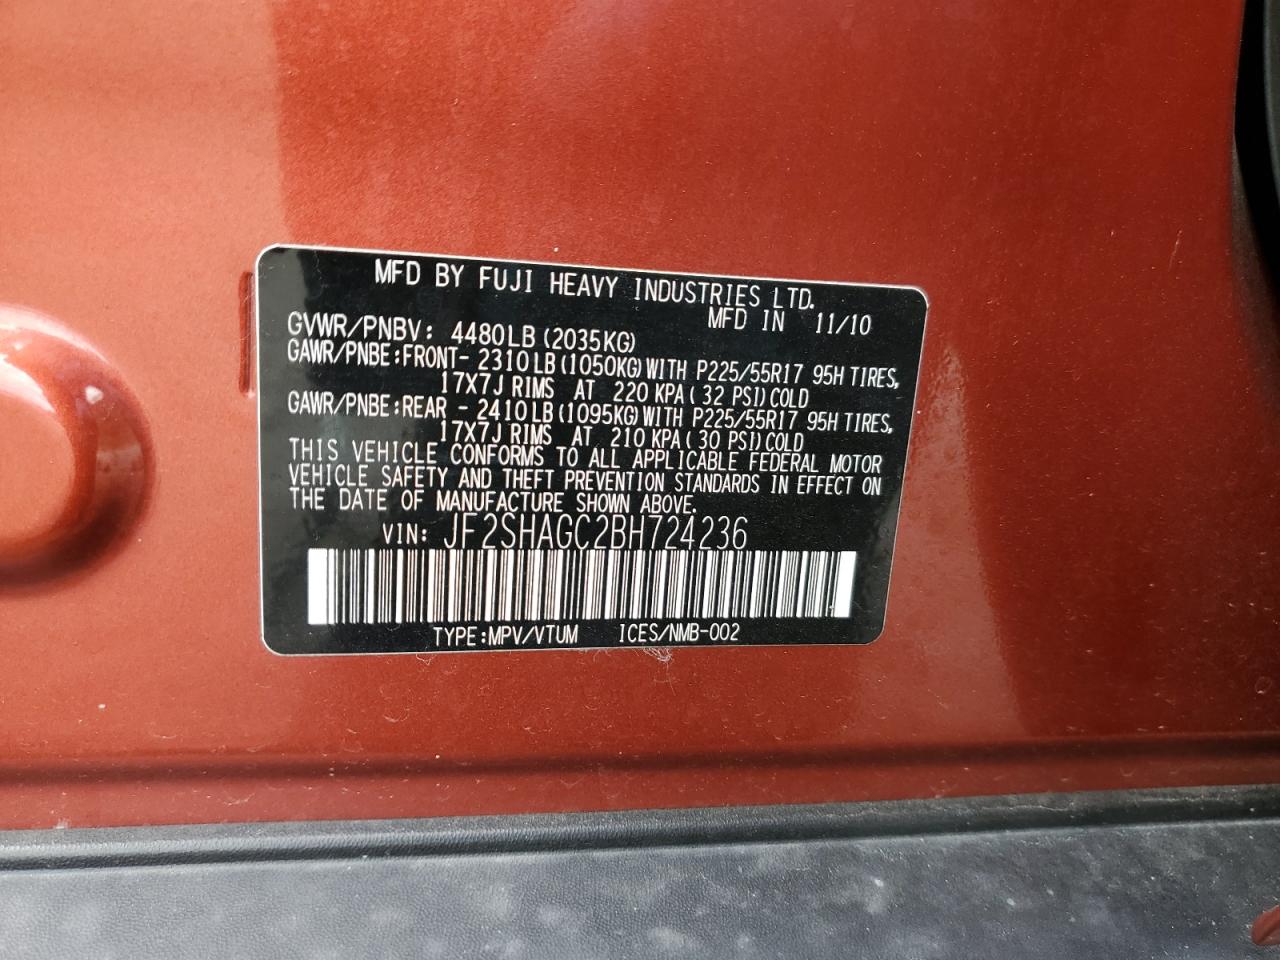 MFD BY FUJI HEAVY INDUSTRIES LTD.
MFD IN 11/10
GVWR/PNBV: 4480LB (2035KG)
GAWR/PNBE:FRONT- 2310LB(1050KG)WITH P225/55R17 95H TIRES,
17X7J RIMS AT 220 KPA( 32 PSI)COLD
GAWR/PNBE:REAR - 2410LB(1095KG)WITH P225/55R17 95H TIRES,
17X7J RIMS AT 210 KPA( 30 PSI)COLD
THIS VEHICLE CONFORMS TO ALL APPLICABLE FEDERAL MOTOR
VEHICLE SAFETY AND THEFT PREVENTION STANDARDS IN EFFECT ON
THE DATE OF MANUFACTURE SHOWN ABOVE.
VIN: JF2SHAGC2BH724236
TYPE:MPV/VTUM ICES/NMB-002